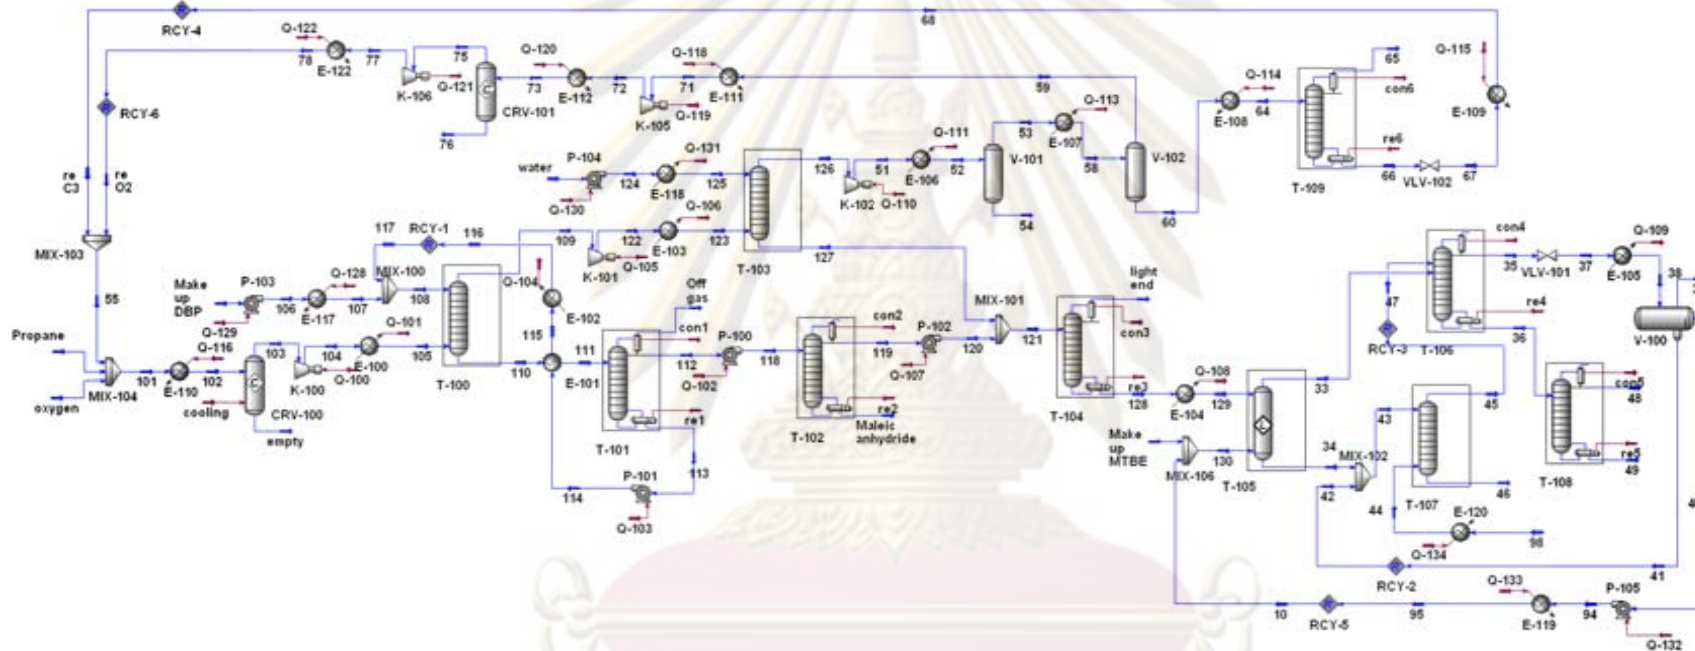 68
RCY-4
Q-122
78
77
E-122
75
K-106
Q-121
Q-120
73
E-112
72
CRV-101
76
Q-118
71
E-111
K-105
Q-119
59
RCY-6
re
C3
re
O2
MIX-103
55
Q-113
53
E-107
58
V-101
V-102
Q-114
E-108
64
65
con6
re6
T-109
66
VLV-102
67
Q-115
E-109
60
54
water
P-104
124
Q-130
Q-131
E-118
125
Q-106
109
122
E-103
123
K-101
Q-105
T-103
126
127
51
K-102
Q-110
Q-111
E-106
52
RCY-1
117
116
MIX-100
Q-128
Make
up
DBP
P-103
106
E-117
107
Q-129
108
Q-104
115
E-102
Propane
oxygen
MIX-104
101
Q-116
E-110
102
cooling
103
CRV-100
empty
104
K-100
Q-100
Q-101
E-100
105
T-100
110
E-101
111
Off
gas
con1
112
T-101
re1
113
P-101
114
Q-103
P-100
Q-102
118
con2
119
re2
T-102
Maleic
anhydride
P-102
Q-107
120
MIX-101
121
light
end
con3
re3
T-104
128
Q-108
E-104
129
Make
up
MTBE
MIX-106
130
T-105
33
34
MIX-102
42
43
T-107
44
45
46
E-120
Q-134
98
RCY-2
41
RCY-3
47
con4
35
VLV-101
37
Q-109
E-105
38
V-100
re4
T-106
36
con5
48
re5
49
T-108
10
RCY-5
95
Q-133
E-119
94
P-105
Q-132